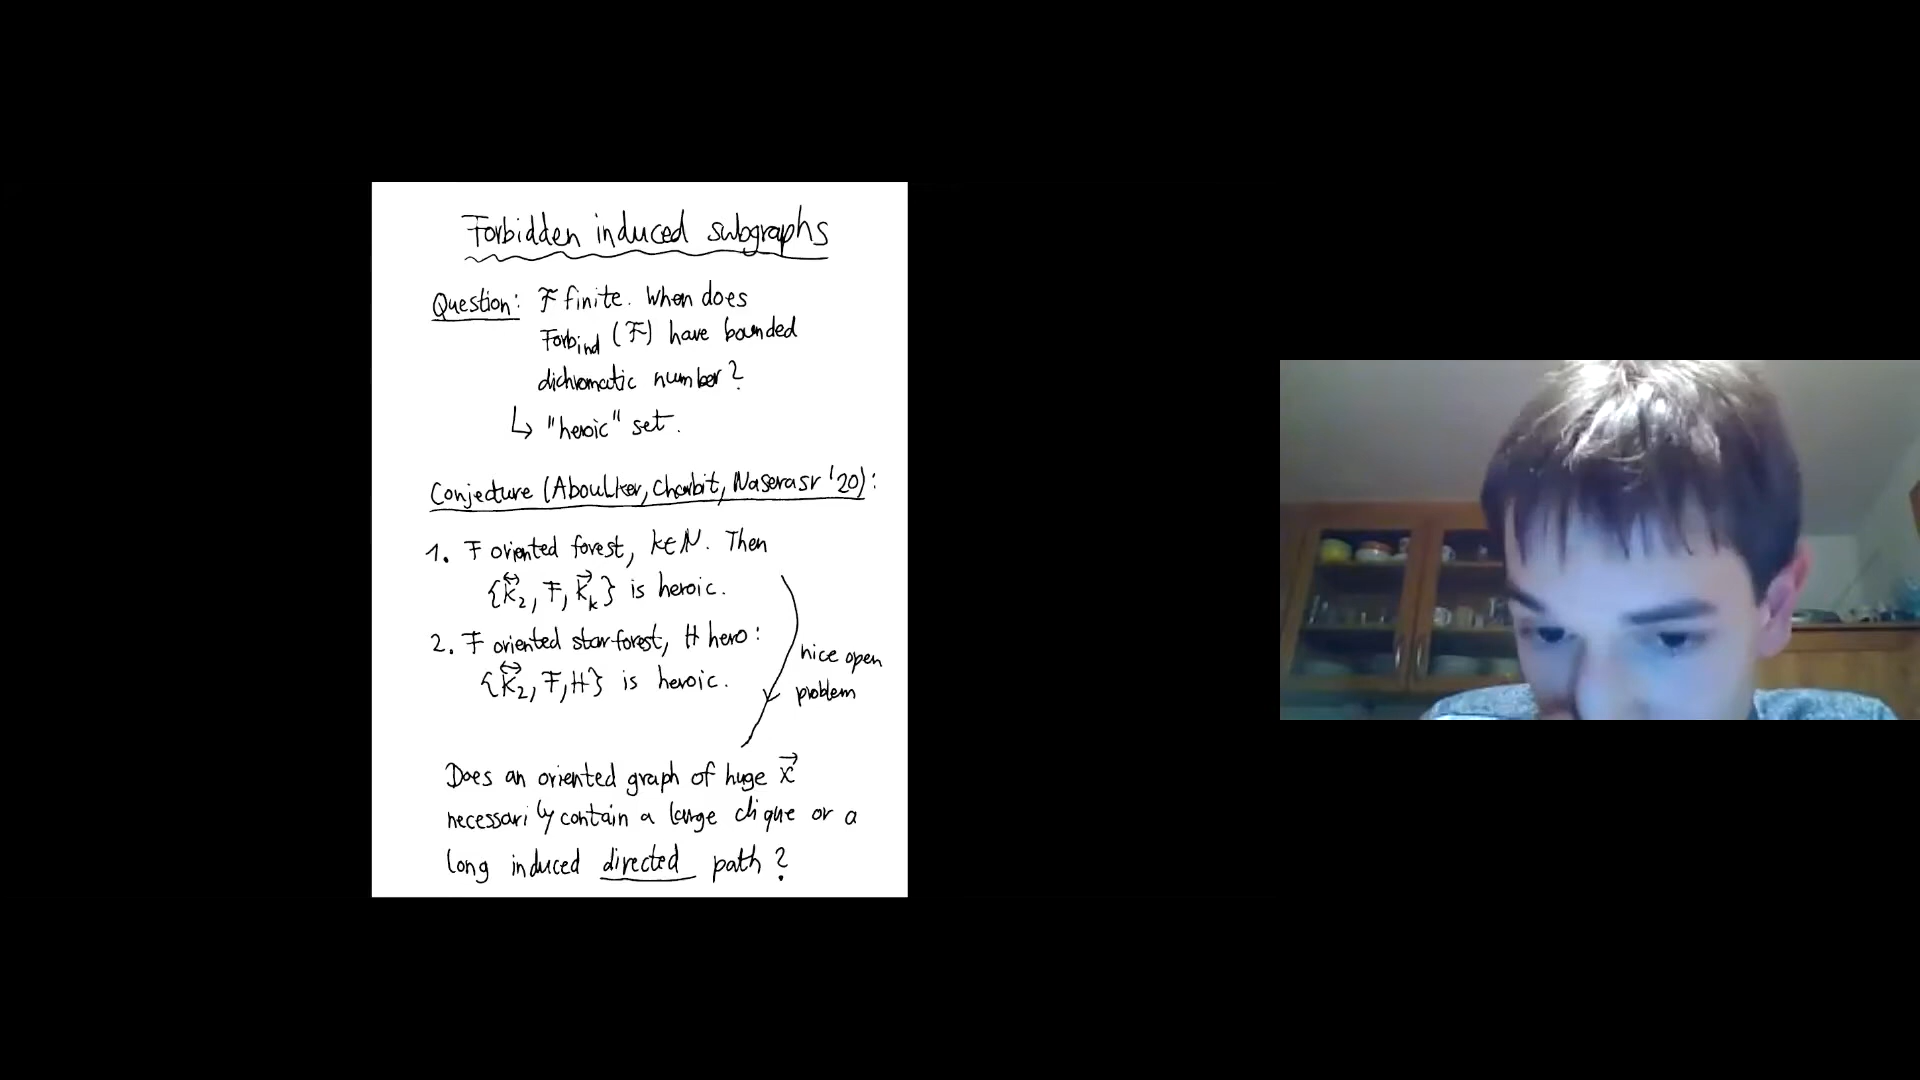 Forbidden induced subgraphs
Question: F finite. When does
Forb_ind (F) have bounded
dichromatic number?
↳ "heroic" set.
Conjecture (Aboulker, Charbit, Naserasr '20):
1. F oriented forest, k∈N. Then
{K⃡₂, F, K⃗ₖ} is heroic.
2. F oriented star forest, H hero:
{K⃡₂, F, H} is heroic.
nice open
problem
Does an oriented graph of huge χ⃗
necessarily contain a large clique or a
long induced directed path?